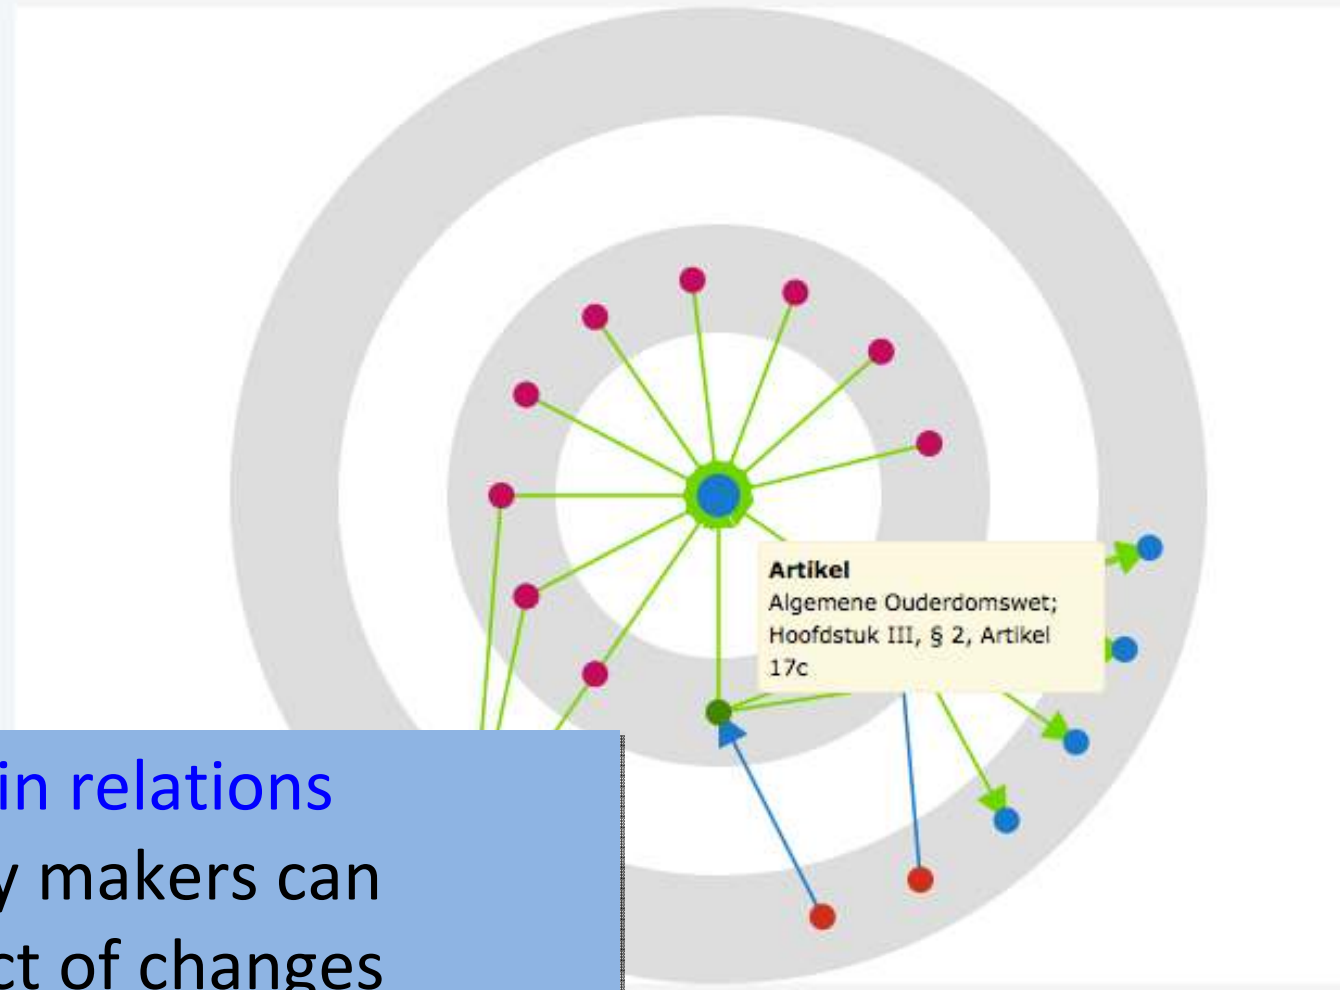 Artikel
Algemene Ouderdomswet;
Hoofdstuk III, § 2, Artikel
17c
in relations
makers can
of changes